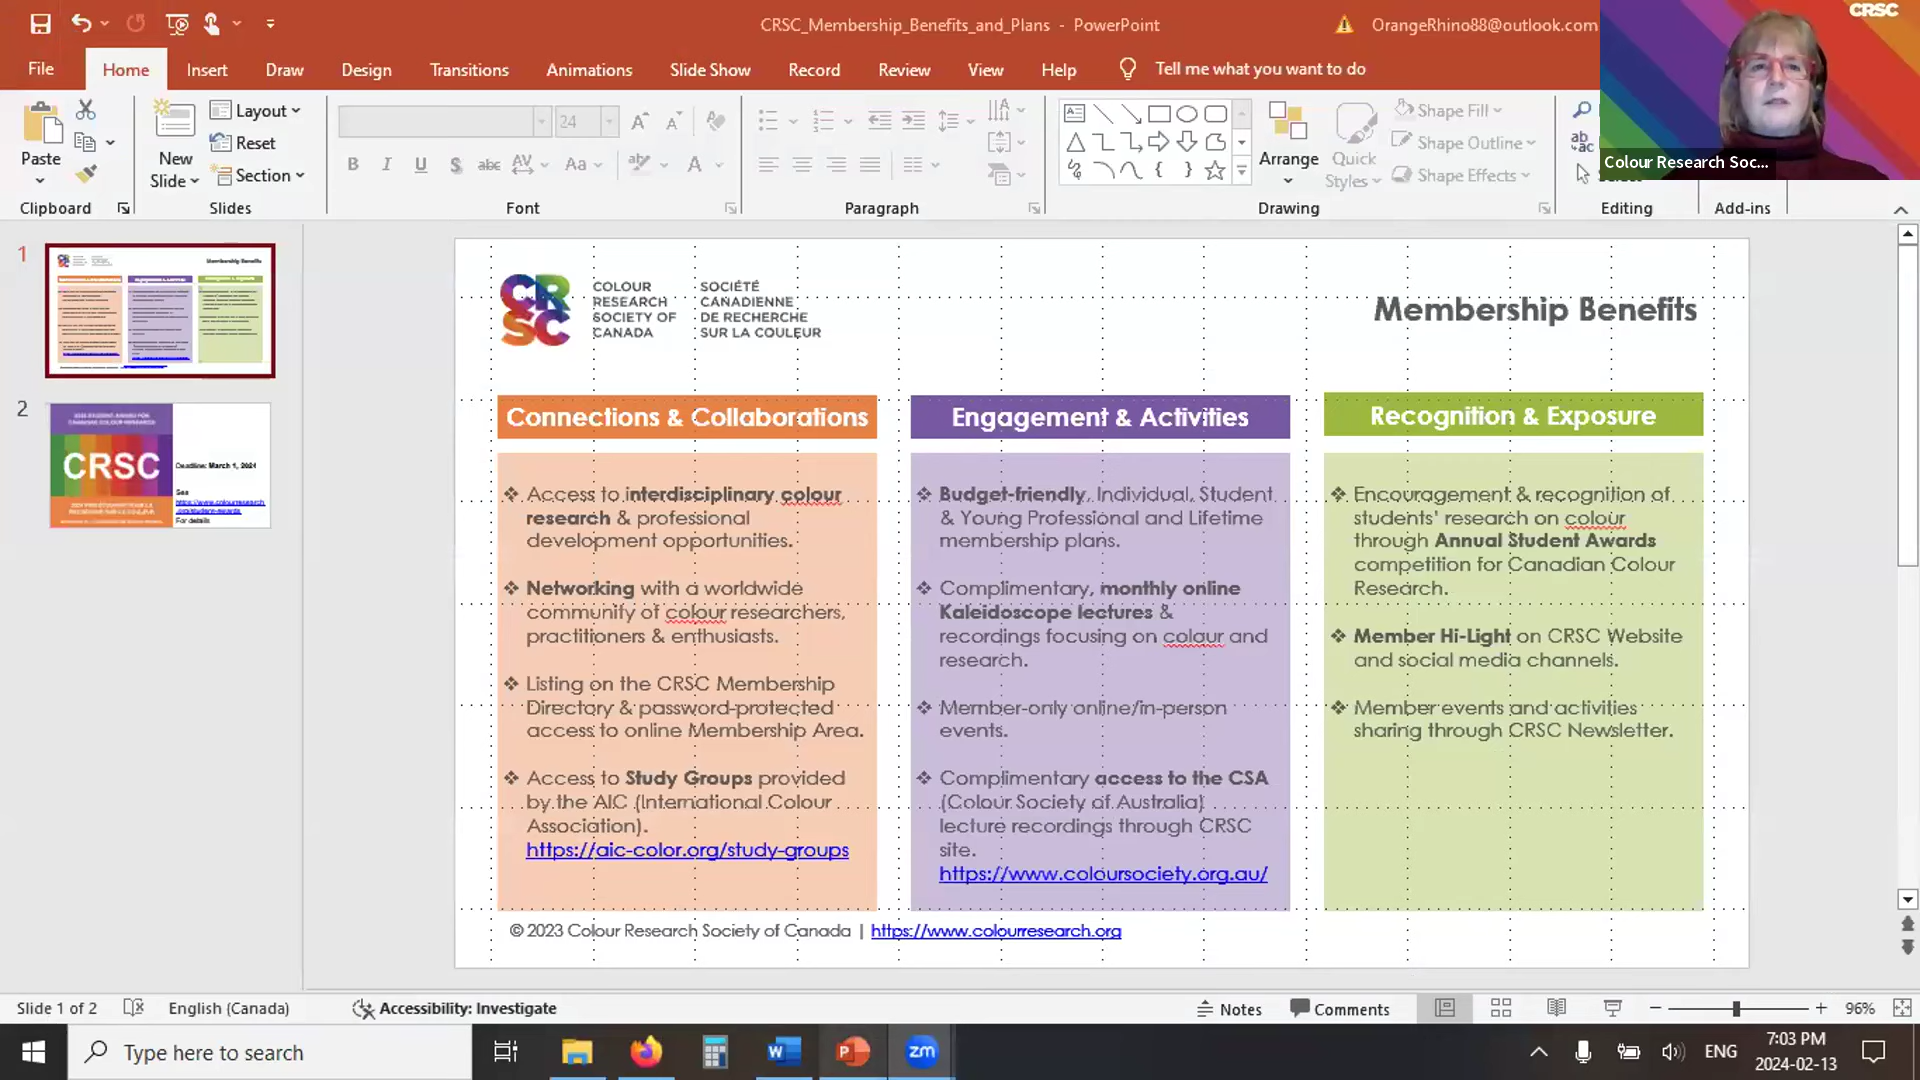 CRSC_Membership_Benefits_and_Plans - PowerPoint
OrangeRhino88@outlook.com
CRSC
File
Home
Insert
Draw
Design
Transitions
Animations
Slide Show
Record
Review
View
Help
Tell me what you want to do
Paste
New
Slide
Layout
Reset
Section
24
Arrange
Quick
Styles
Shape Fill
Shape Outline
Shape Effects
Colour Research Soc...
Clipboard
Slides
Font
Paragraph
Drawing
Editing
Add-ins
1
2
CRSC
Deadline: March 1, 2024
See
For details
CR
SC
COLOUR
RESEARCH
SOCIETY OF
CANADA
SOCIÉTÉ
CANADIENNE
DE RECHERCHE
SUR LA COULEUR
Membership Benefits
Connections & Collaborations
❖ Access to interdisciplinary colour
research & professional
development opportunities.
❖ Networking with a worldwide
community of colour researchers,
practitioners & enthusiasts.
❖ Listing on the CRSC Membership
Directory & password-protected
access to online Membership Area.
❖ Access to Study Groups provided
by the AIC (International Colour
Association).
https://aic-color.org/study-groups
Engagement & Activities
❖ Budget-friendly, Individual, Student
& Young Professional and Lifetime
membership plans.
❖ Complimentary, monthly online
Kaleidoscope lectures &
recordings focusing on colour and
research.
❖ Member-only online/in-person
events.
❖ Complimentary access to the CSA
(Colour Society of Australia)
lecture recordings through CRSC
site.
https://www.coloursociety.org.au/
Recognition & Exposure
❖ Encouragement & recognition of
students' research on colour
through Annual Student Awards
competition for Canadian Colour
Research.
❖ Member Hi-Light on CRSC Website
and social media channels.
❖ Member events and activities
sharing through CRSC Newsletter.
© 2023 Colour Research Society of Canada | https://www.colourresearch.org
Slide 1 of 2
English (Canada)
Accessibility: Investigate
Notes
Comments
96%
Type here to search
zm
ENG
7:03 PM
2024-02-13